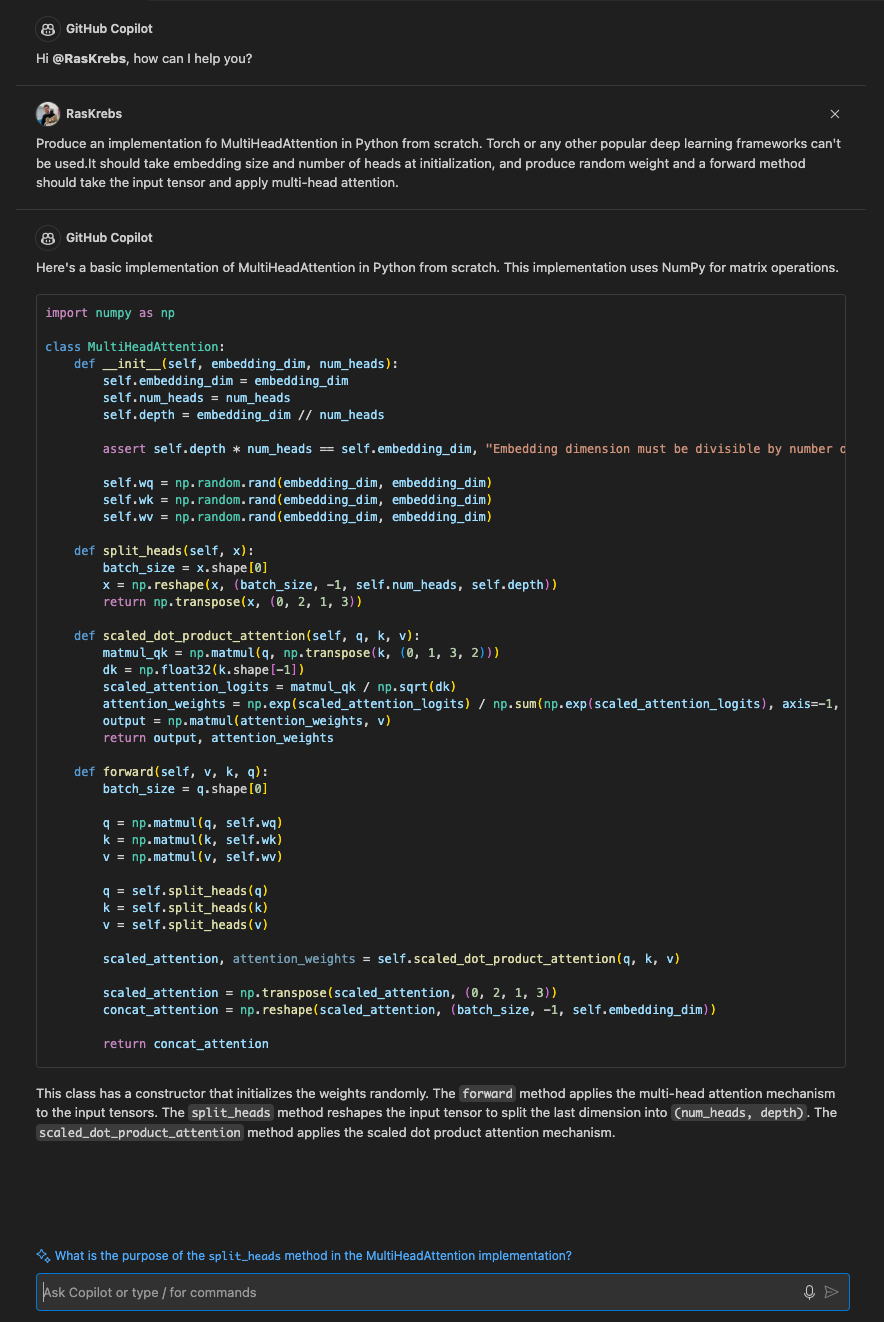 GitHub Copilot
Hi @RasKrebs, how can I help you?
RasKrebs
Produce an implementation fo MultiHeadAttention in Python from scratch. Torch or any other popular deep learning frameworks can't
be used.It should take embedding size and number of heads at initialization, and produce random weight and a forward method
should take the input tensor and apply multi-head attention.
GitHub Copilot
Here's a basic implementation of MultiHeadAttention in Python from scratch. This implementation uses NumPy for matrix operations.
import numpy as np
class MultiHeadAttention:
    def __init__(self, embedding_dim, num_heads):
        self.embedding_dim = embedding_dim
        self.num_heads = num_heads
        self.depth = embedding_dim // num_heads
        assert self.depth * num_heads == self.embedding_dim, "Embedding dimension must be divisible by number
        self.wq = np.random.rand(embedding_dim, embedding_dim)
        self.wk = np.random.rand(embedding_dim, embedding_dim)
        self.wv = np.random.rand(embedding_dim, embedding_dim)
    def split_heads(self, x):
        batch_size = x.shape[0]
        x = np.reshape(x, (batch_size, -1, self.num_heads, self.depth))
        return np.transpose(x, (0, 2, 1, 3))
    def scaled_dot_product_attention(self, q, k, v):
        matmul_qk = np.matmul(q, np.transpose(k, (0, 1, 3, 2)))
        dk = np.float32(k.shape[-1])
        scaled_attention_logits = matmul_qk / np.sqrt(dk)
        attention_weights = np.exp(scaled_attention_logits) / np.sum(np.exp(scaled_attention_logits), axis=-1,
        output = np.matmul(attention_weights, v)
        return output, attention_weights
    def forward(self, v, k, q):
        batch_size = q.shape[0]
        q = np.matmul(q, self.wq)
        k = np.matmul(k, self.wk)
        v = np.matmul(v, self.wv)
        q = self.split_heads(q)
        k = self.split_heads(k)
        v = self.split_heads(v)
        scaled_attention, attention_weights = self.scaled_dot_product_attention(q, k, v)
        scaled_attention = np.transpose(scaled_attention, (0, 2, 1, 3))
        concat_attention = np.reshape(scaled_attention, (batch_size, -1, self.embedding_dim))
        return concat_attention
This class has a constructor that initializes the weights randomly. The forward method applies the multi-head attention mechanism
to the input tensors. The split_heads method reshapes the input tensor to split the last dimension into (num_heads, depth). The
scaled_dot_product_attention method applies the scaled dot product attention mechanism.
What is the purpose of the split_heads method in the MultiHeadAttention implementation?
Ask Copilot or type / for commands